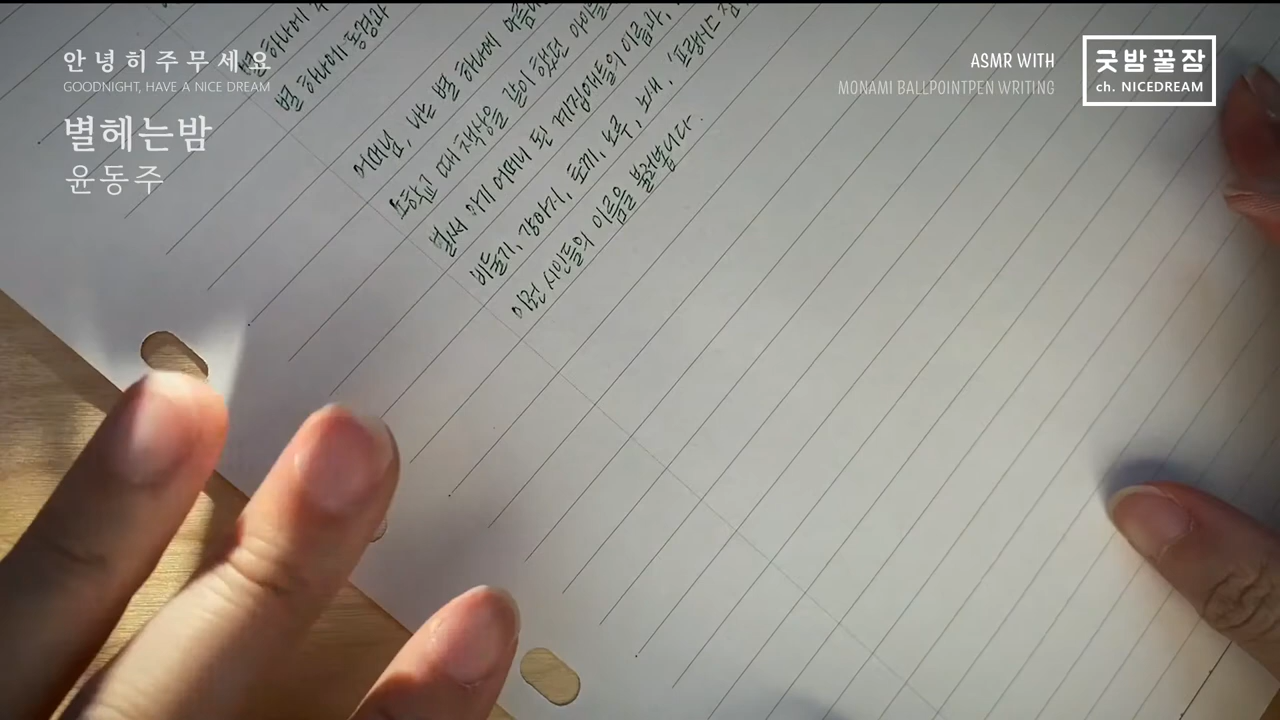 안녕히주무세요
GOODNIGHT, HAVE A NICE DREAM
별헤는밤
윤동주
ASMR WITH
MONAMI BALLPOINTPEN WRITING
굿밤꿀잠
ch. NICEDREAM
별 하나에
별 하나에 동경과
어머님, 나는 별 하나에
소학교 때 책상을 같이 했던 아이들
벌써 아기 어머니 된 계집애들의 이름과,
비둘기, 강아지, 토끼, 노루, 노새, '프랑시스 잠
이런 시인들의 이름을 불러봅니다.